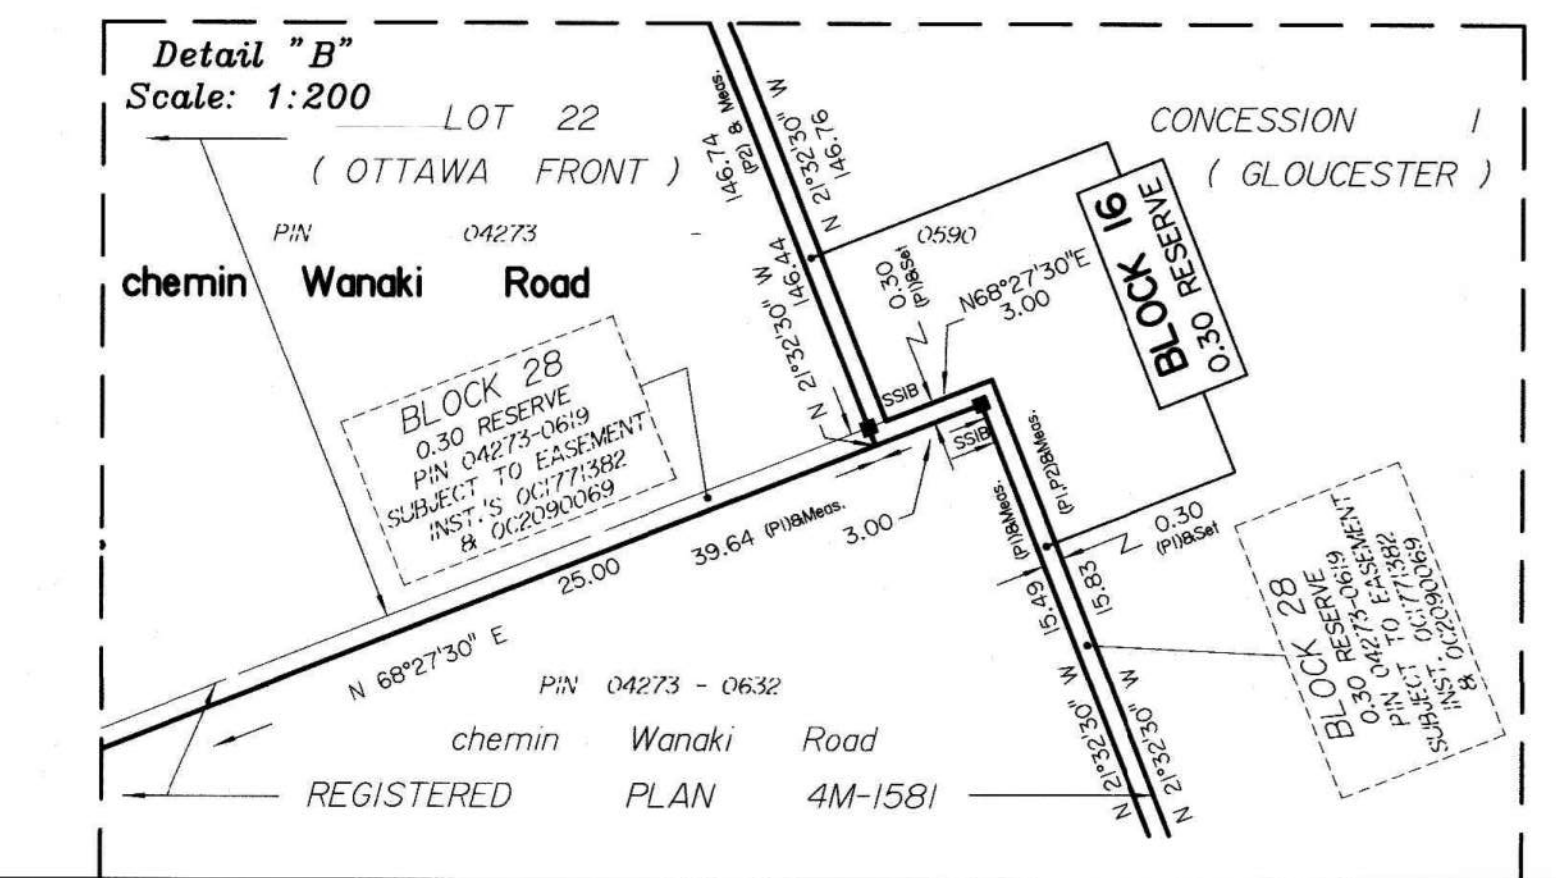 Detail "B"
Scale: 1:200
LOT 22
( OTTAWA FRONT )
CONCESSION 1
( GLOUCESTER )
PIN 04273 - 0590
chemin Wanaki Road
146.74
(P2) & Meas.
N 21°32'30" W
146.76
N 21°32'30" W
146.44
0.30
(P1)&Set
N68°27'30"E
3.00
BLOCK 16
0.30 RESERVE
BLOCK 28
0.30 RESERVE
PIN 04273-0619
SUBJECT TO EASEMENT
INST.'S OC1771382
& OC2090069
SSIB
SSIB
25.00
39.64 (P1)&Meas.
3.00
N 68°27'30" E
(P1,P2)&Meas.
(P1)&Meas.
15.49
15.83
0.30
(P1)&Set
N 21°32'30" W
N 21°32'30" W
BLOCK 28
0.30 RESERVE
PIN 04273-0619
SUBJECT TO EASEMENT
INST. OC1771382
& OC2090069
PIN 04273 - 0632
chemin Wanaki Road
REGISTERED PLAN 4M-1581